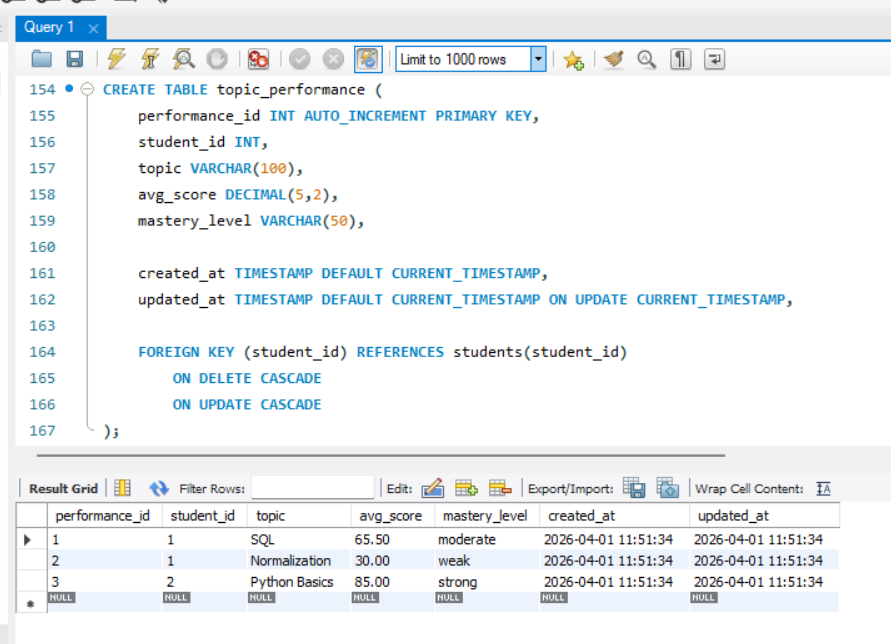 Query 1
Limit to 1000 rows
154 CREATE TABLE topic_performance (
155 performance_id INT AUTO_INCREMENT PRIMARY KEY,
156 student_id INT,
157 topic VARCHAR(100),
158 avg_score DECIMAL(5,2),
159 mastery_level VARCHAR(50),
160
161 created_at TIMESTAMP DEFAULT CURRENT_TIMESTAMP,
162 updated_at TIMESTAMP DEFAULT CURRENT_TIMESTAMP ON UPDATE CURRENT_TIMESTAMP,
163
164 FOREIGN KEY (student_id) REFERENCES students(student_id)
165 ON DELETE CASCADE
166 ON UPDATE CASCADE
167 );
Result Grid Filter Rows: Edit: Export/Import: Wrap Cell Content:
performance_id student_id topic avg_score mastery_level created_at updated_at
1 1 SQL 65.50 moderate 2026-04-01 11:51:34 2026-04-01 11:51:34
2 1 Normalization 30.00 weak 2026-04-01 11:51:34 2026-04-01 11:51:34
3 2 Python Basics 85.00 strong 2026-04-01 11:51:34 2026-04-01 11:51:34
NULL NULL NULL NULL NULL NULL NULL